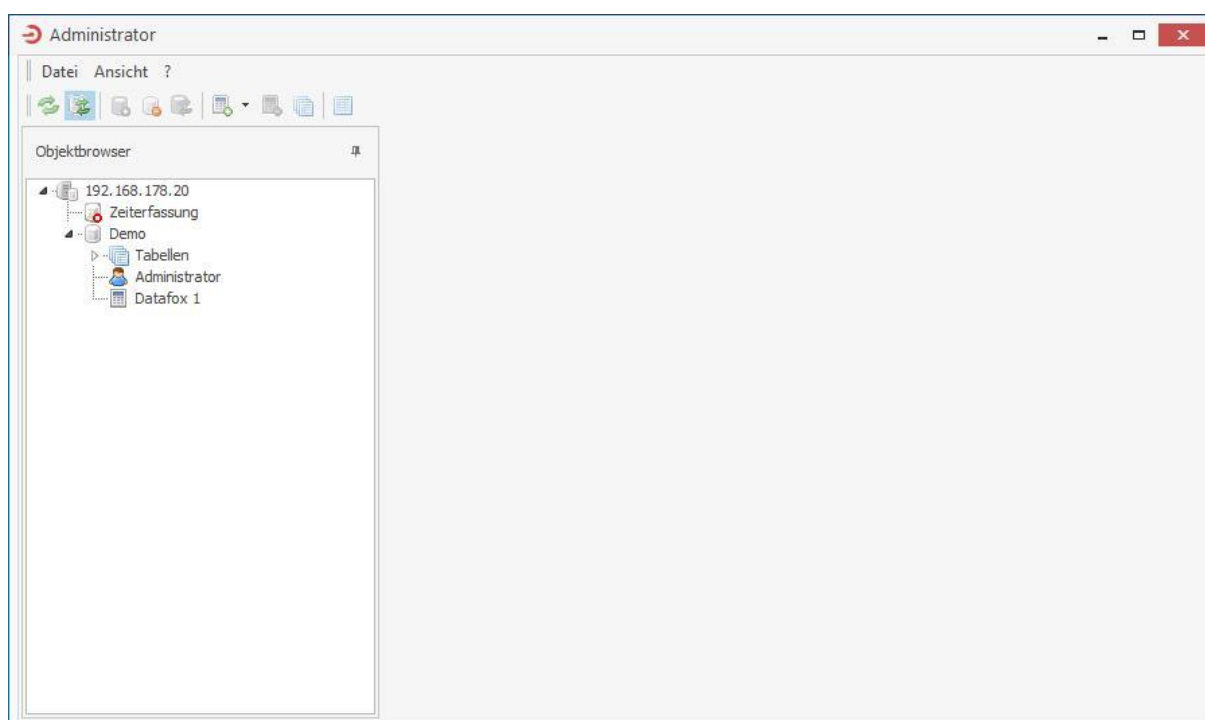 Administrator
Datei Ansicht ?
Objektbrowser
192.168.178.20
Zeiterfassung
Demo
Tabellen
Administrator
Datafox 1